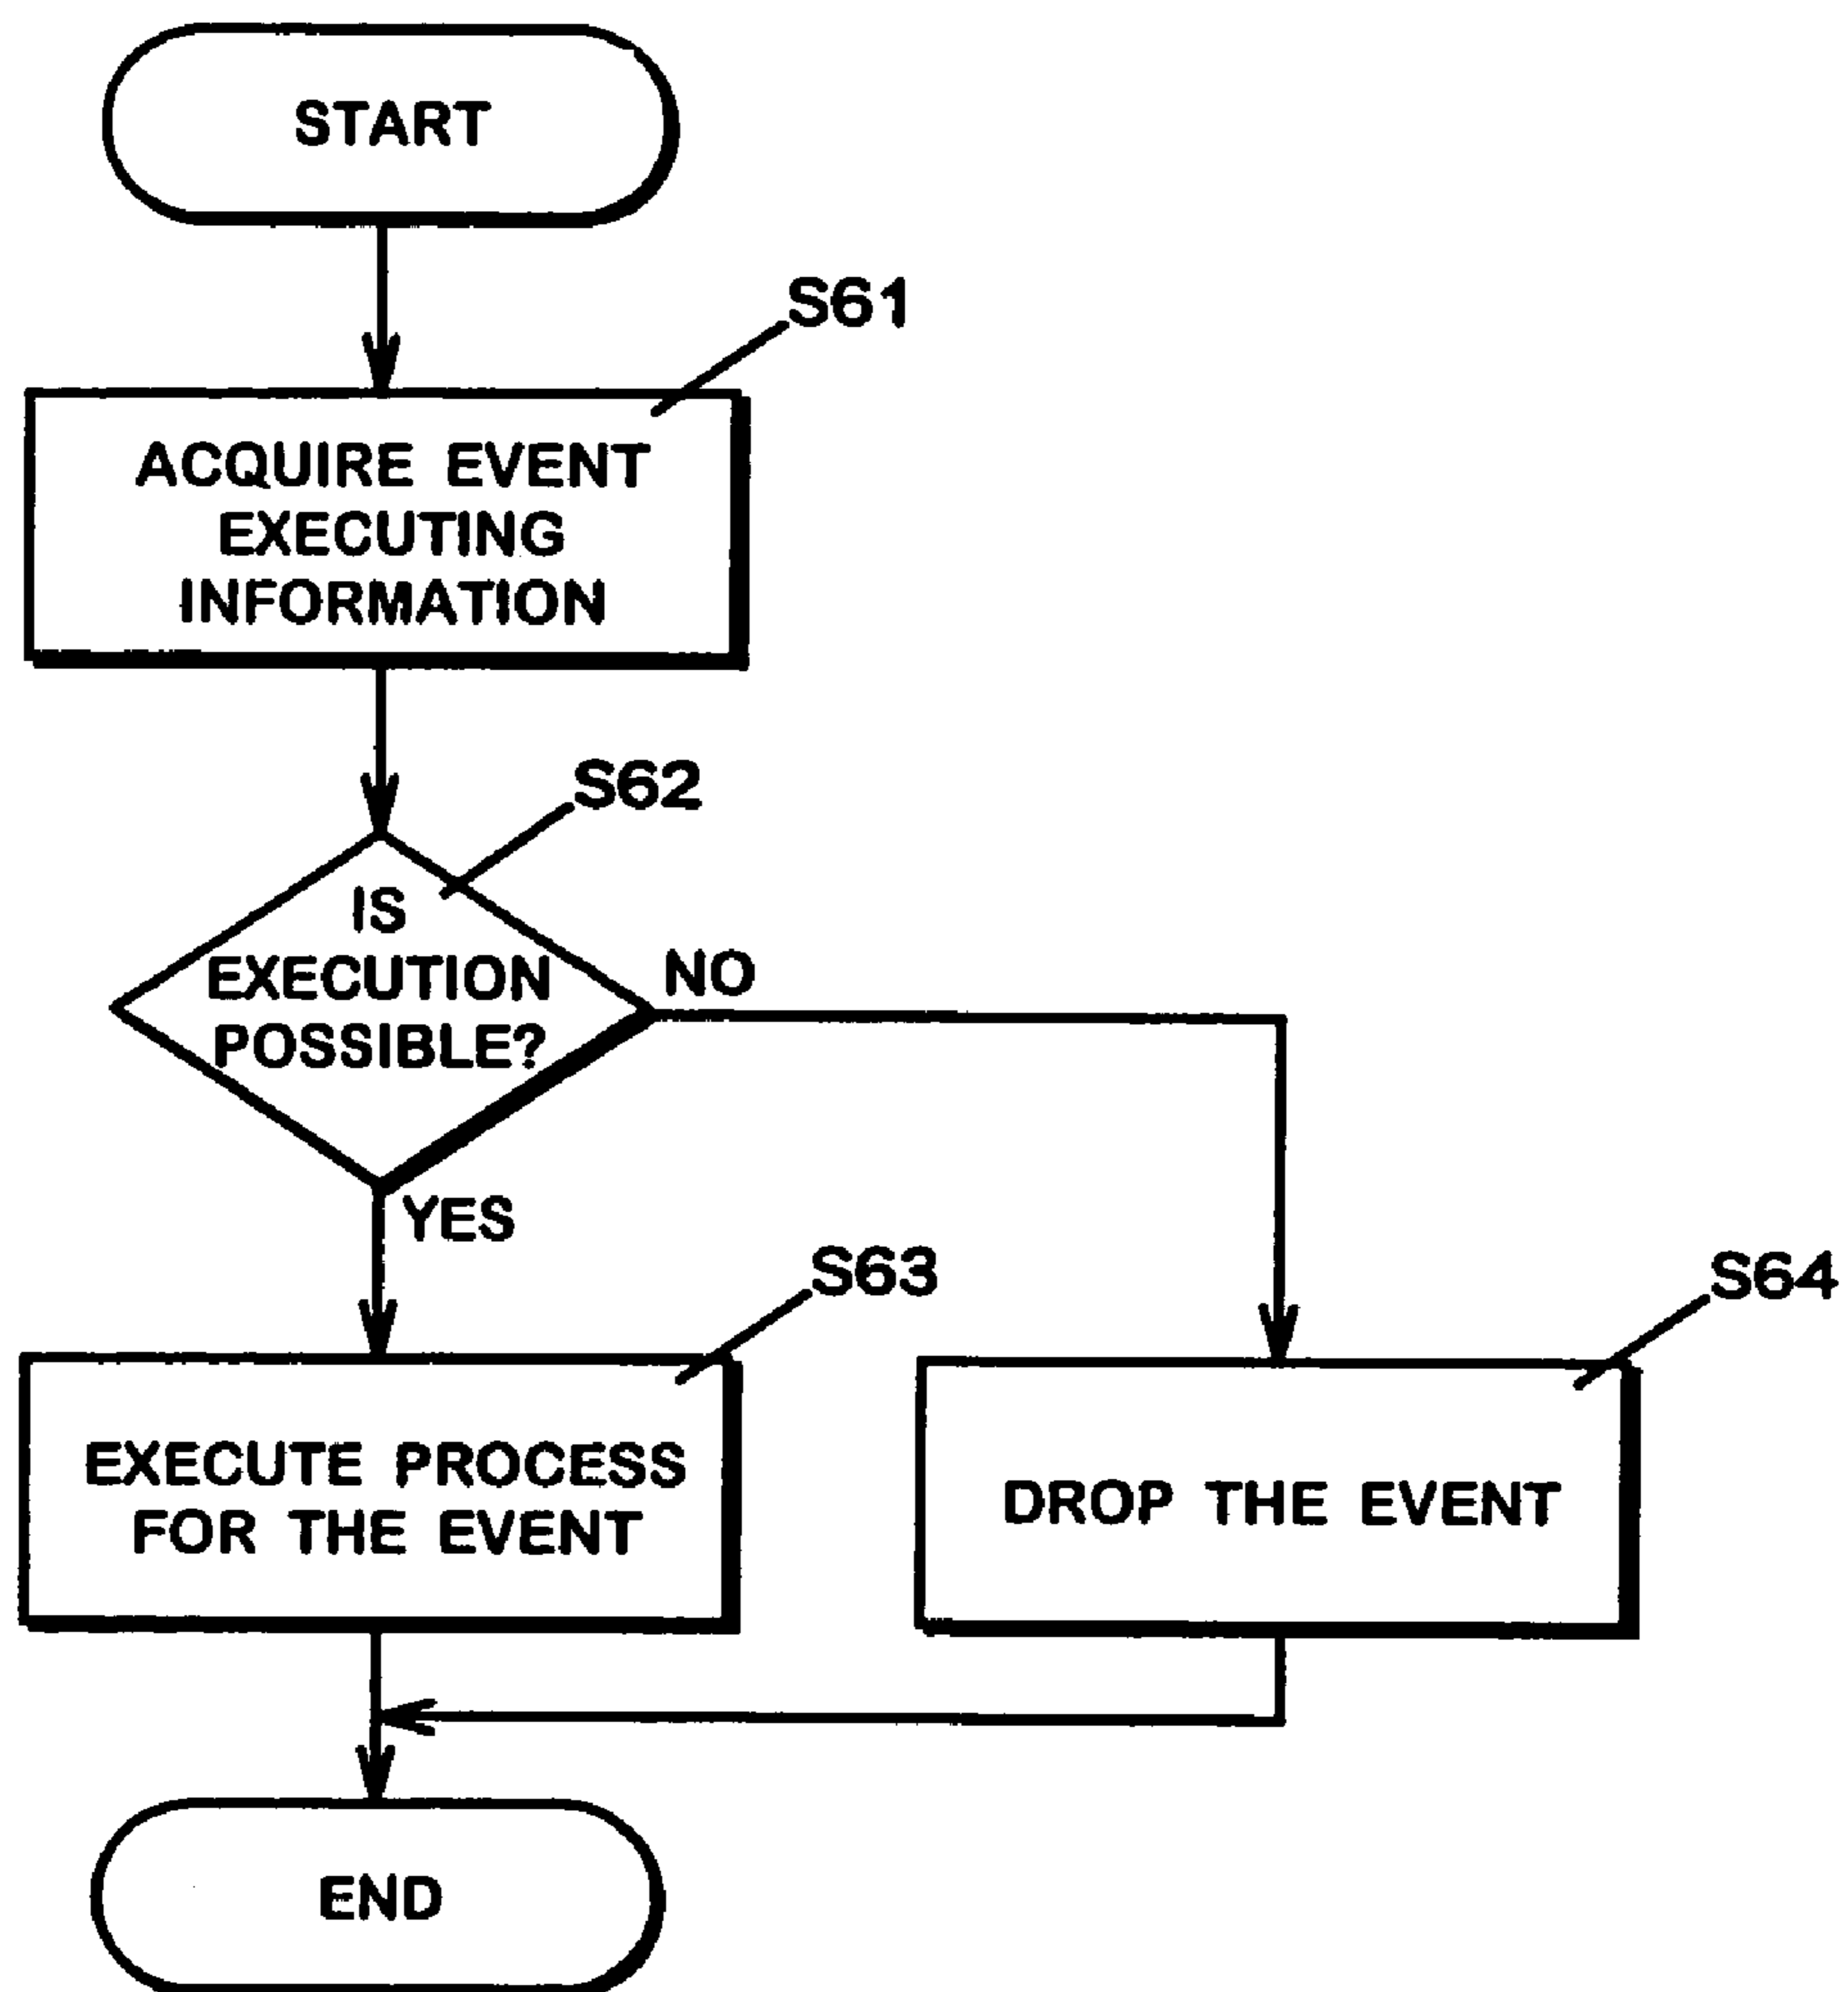 START
S61
ACQUIRE EVENT
EXECUTING
INFORMATION
S62
IS
EXECUTION
POSSIBLE?
NO
YES
S63
EXECUTE PROCESS
FOR THE EVENT
S64
DROP THE EVENT
END